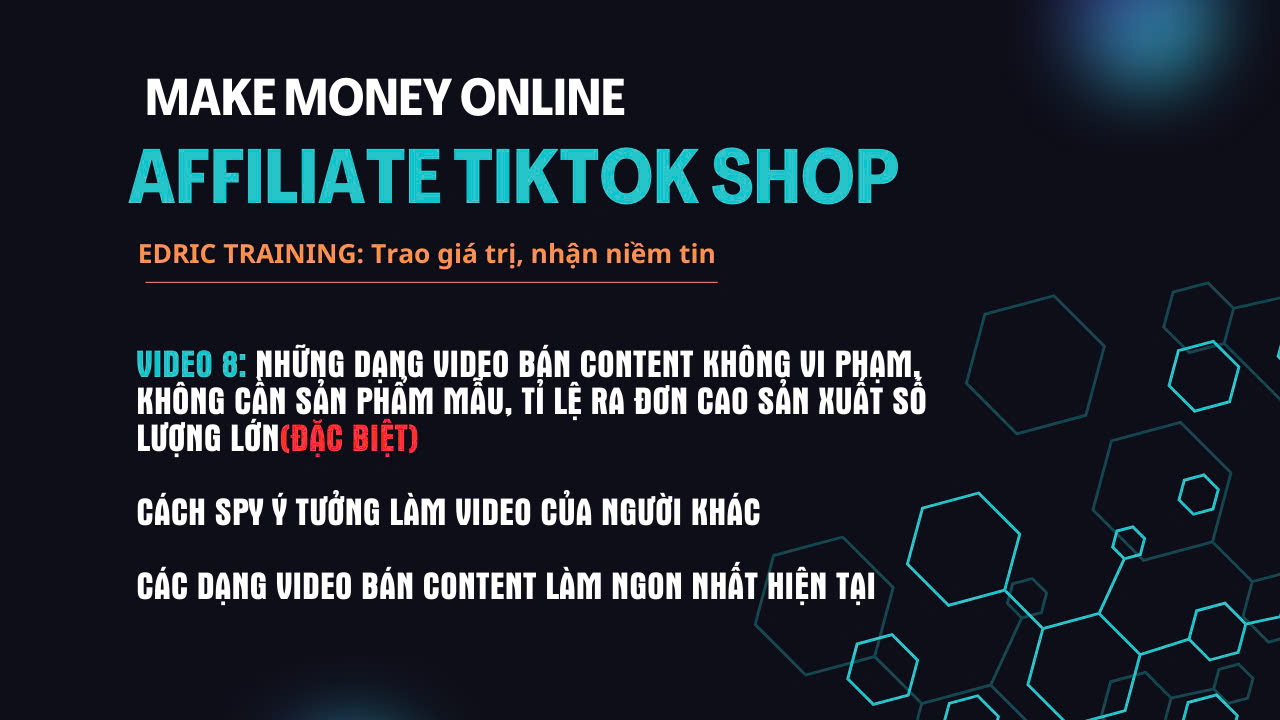 MAKE MONEY ONLINE
AFFILIATE TIKTOK SHOP
EDRIC TRAINING: Trao giá trị, nhận niềm tin
VIDEO 8: NHỮNG DẠNG VIDEO BÁN CONTENT KHÔNG VI PHẠM,
KHÔNG CẦN SẢN PHẨM MẪU, TỈ LỆ RA ĐƠN CAO SẢN XUẤT SỐ
LƯỢNG LỚN(ĐẶC BIỆT)
CÁCH SPY Ý TƯỞNG LÀM VIDEO CỦA NGƯỜI KHÁC
CÁC DẠNG VIDEO BÁN CONTENT LÀM NGON NHẤT HIỆN TẠI